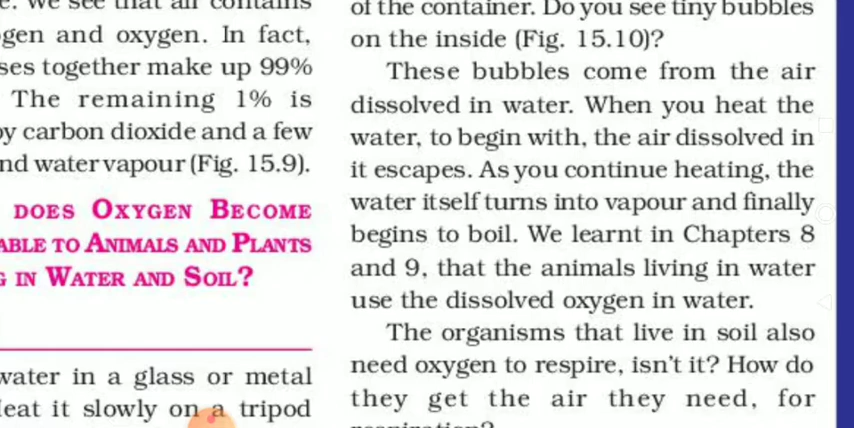 e. We see that air contains
gen and oxygen. In fact,
ses together make up 99%
The remaining 1% is
by carbon dioxide and a few
nd water vapour (Fig. 15.9).
DOES OXYGEN BECOME
ABLE TO ANIMALS AND PLANTS
G IN WATER AND SOIL?
water in a glass or metal
Heat it slowly on a tripod
of the container. Do you see tiny bubbles
on the inside (Fig. 15.10)?
These bubbles come from the air
dissolved in water. When you heat the
water, to begin with, the air dissolved in
it escapes. As you continue heating, the
water itself turns into vapour and finally
begins to boil. We learnt in Chapters 8
and 9, that the animals living in water
use the dissolved oxygen in water.
The organisms that live in soil also
need oxygen to respire, isn't it? How do
they get the air they need, for
respiration?